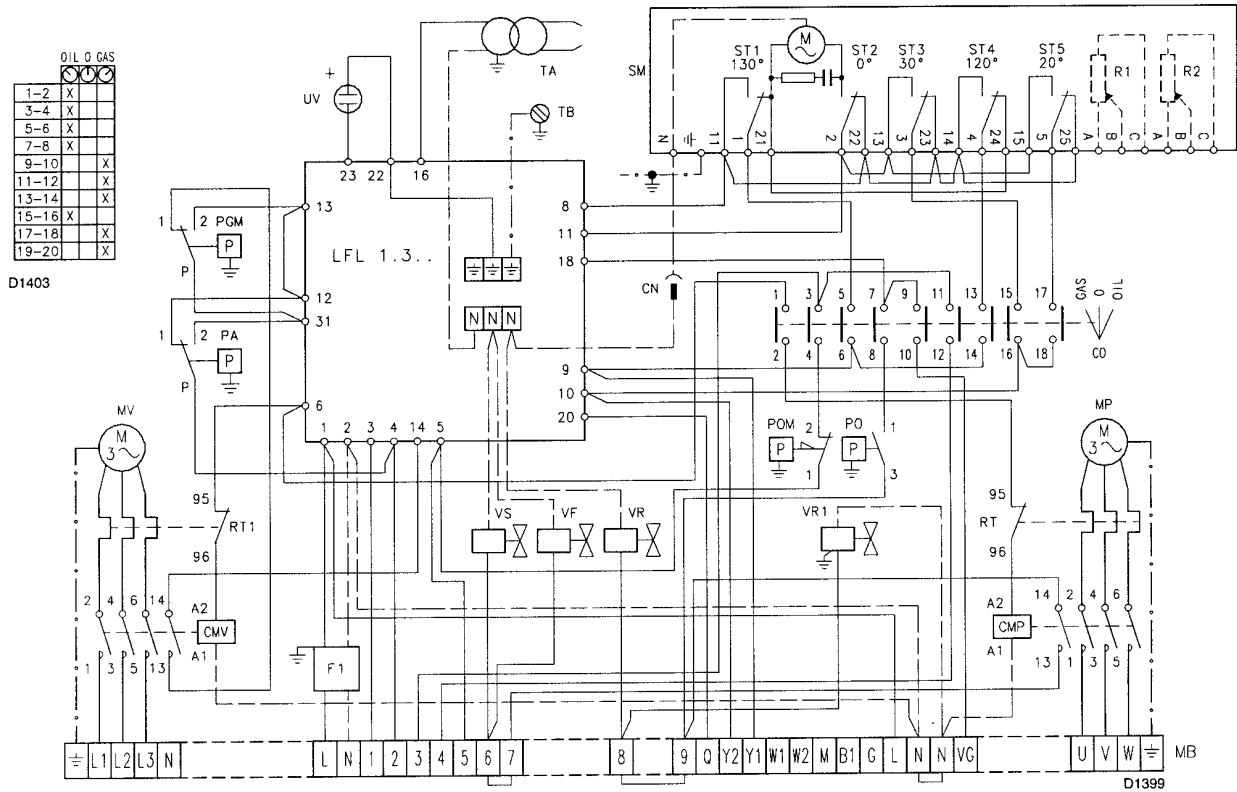 OIL O GAS
1-2 X
3-4 X
5-6 X
7-8 X
9-10 X
11-12 X
13-14 X
15-16 X
17-18 X
19-20 X
D1403
TA
+
UV
TB
SM
M
ST1 130°
ST2 0°
ST3 30°
ST4 120°
ST5 20°
R1
R2
N 11 1 21 2 22 13 3 23 14 4 24 15 5 25 A B C A B C
23 22 16
13
12
31
6
8
11
18
9
10
20
LFL 1.3..
N N N
1 2 3 4 14 5
1 2 PGM
P
P
1 2 PA
P
P
CN
1 3 5 7 9 11 13 15 17
2 4 6 8 10 12 14 16 18
GAS
O
OIL
CO
MV
M
3
MP
M
3
POM 2
P
1
PO 1
P
3
95
RT1
96
95
RT
96
VS
VF
VR
VR1
2 4 6 14
A2
CMV
A1
1 3 5 13
F1
14 2 4 6
A2
CMP
A1
13 1 3 5
L1 L2 L3 N
L N 1 2 3 4 5 6 7
8 9 Q Y2 Y1 W1 W2 M B1 G L N N VG
U V W
MB
D1399